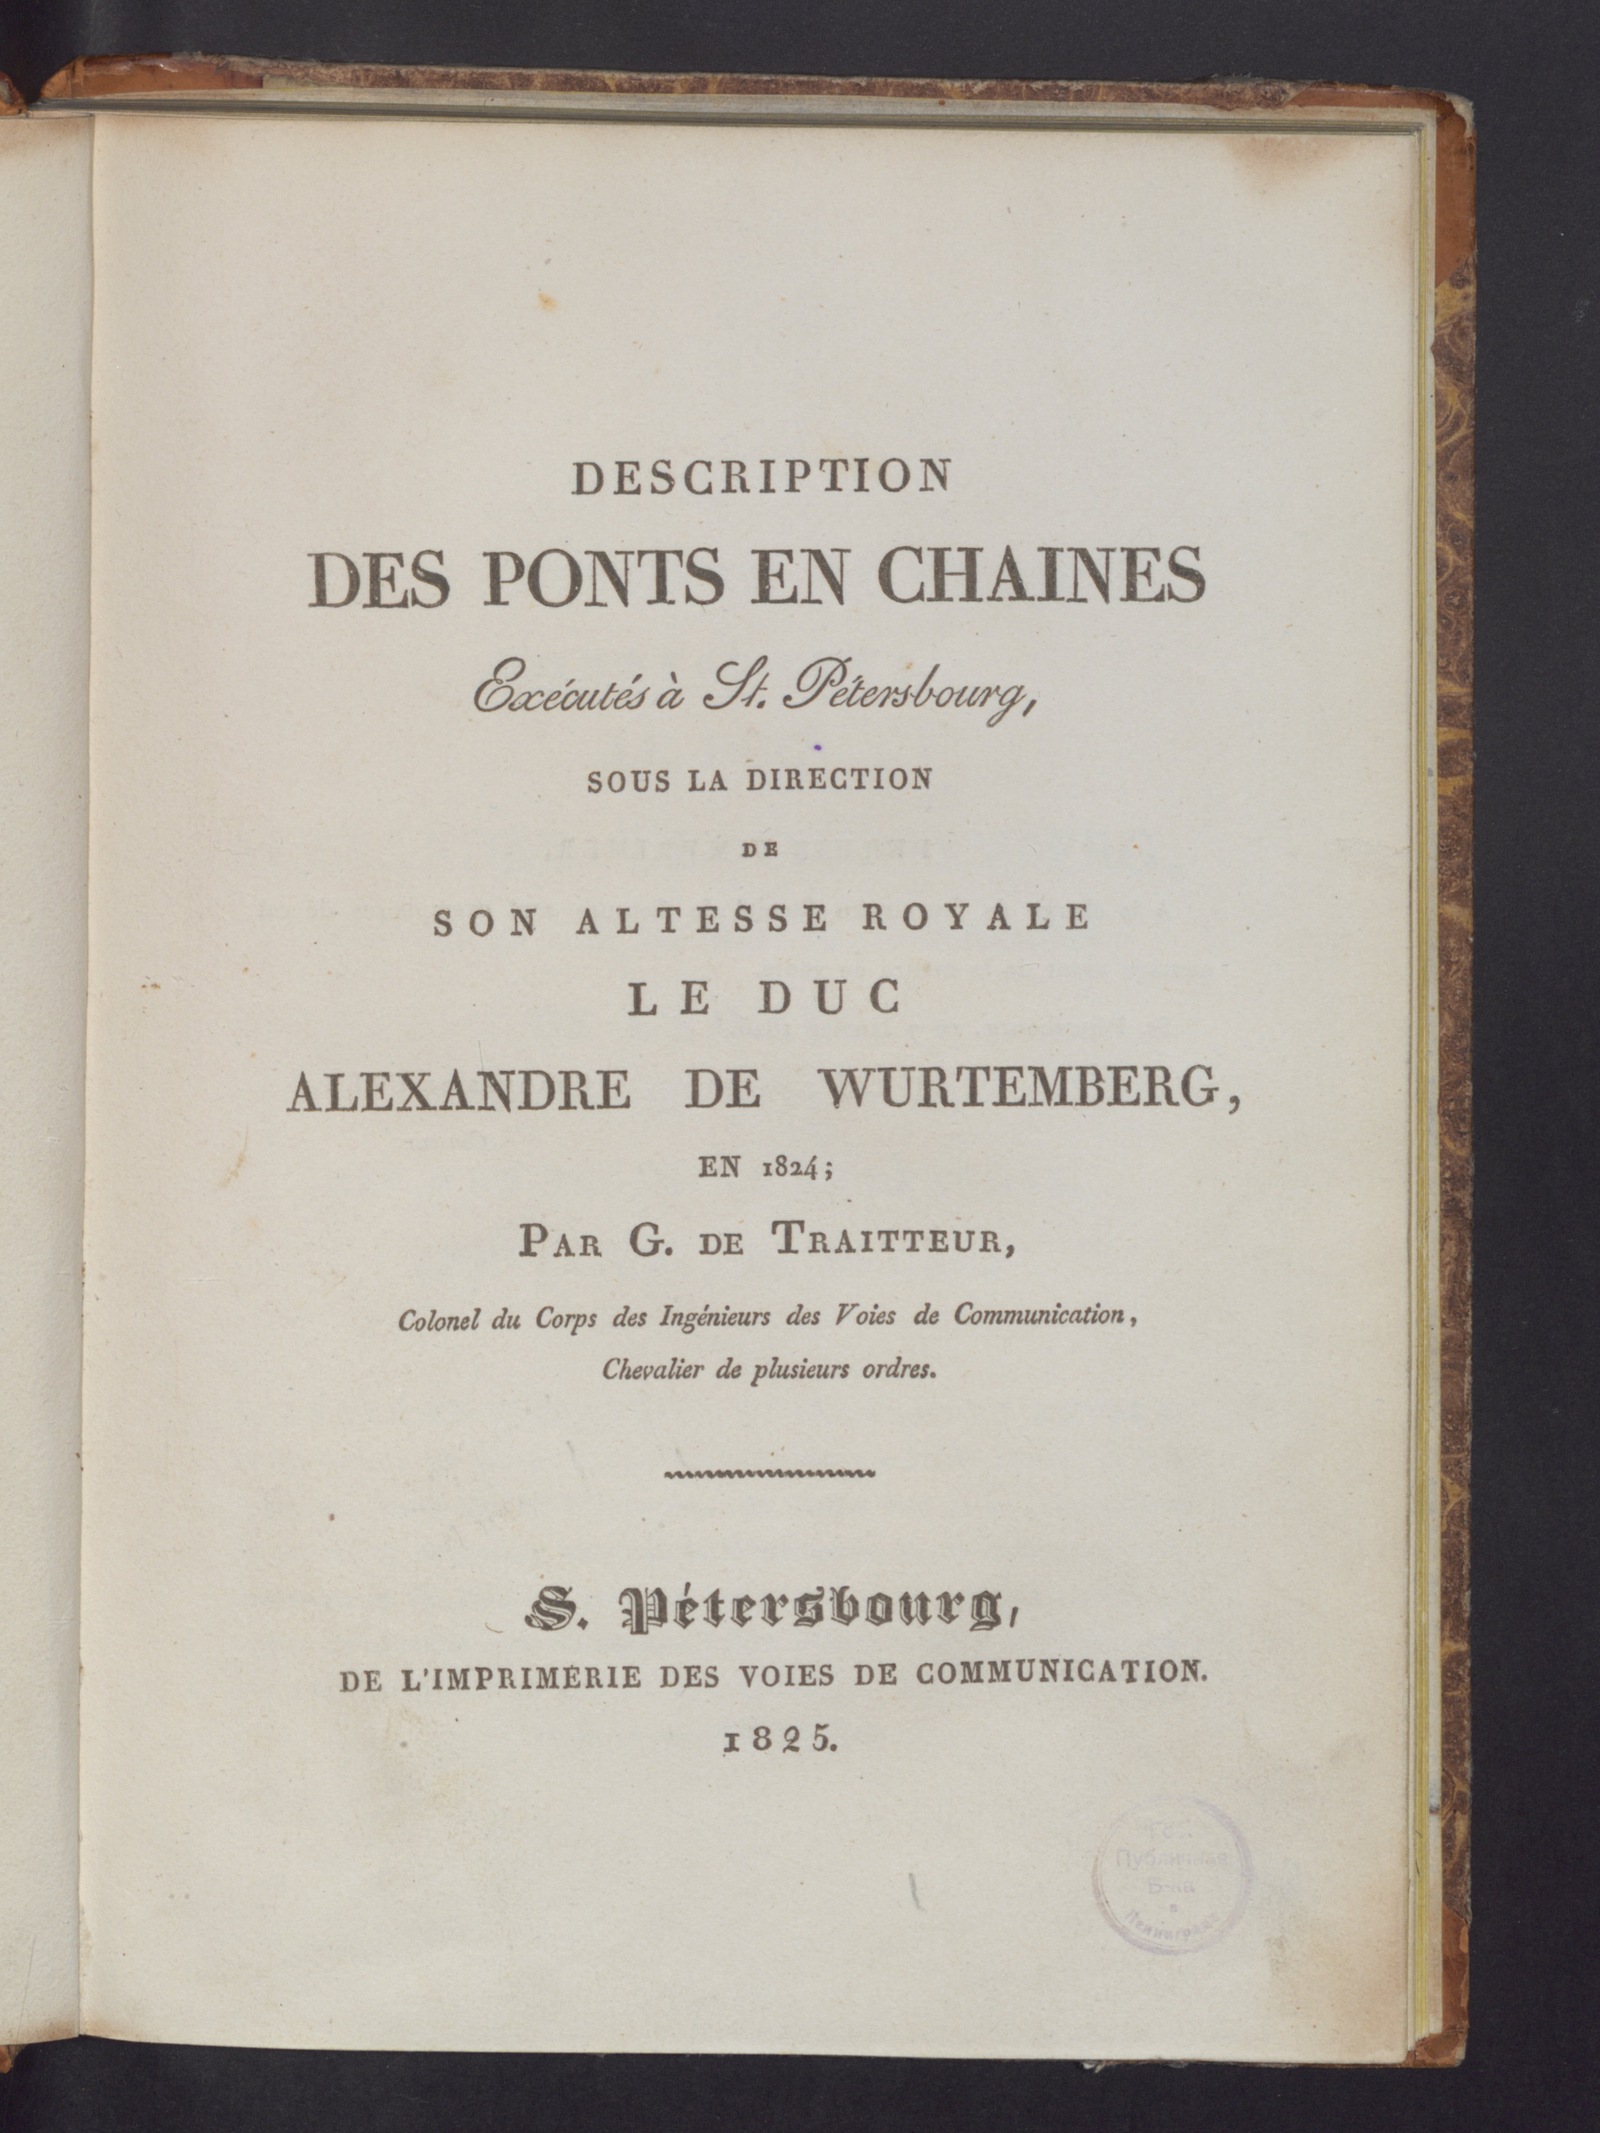 DESCRIPTION
DES PONTS EN CHAINES
Exécutés à St. Pétersbourg,
SOUS LA DIRECTION
DE
SON ALTESSE ROYALE
LE DUC
ALEXANDRE DE WURTEMBERG,
EN 1824;
PAR G. DE TRAITTEUR,
Colonel du Corps des Ingénieurs des Voies de Communication,
Chevalier de plusieurs ordres.
S. Pétersbourg,
DE L'IMPRIMERIE DES VOIES DE COMMUNICATION.
1825.
Публичная